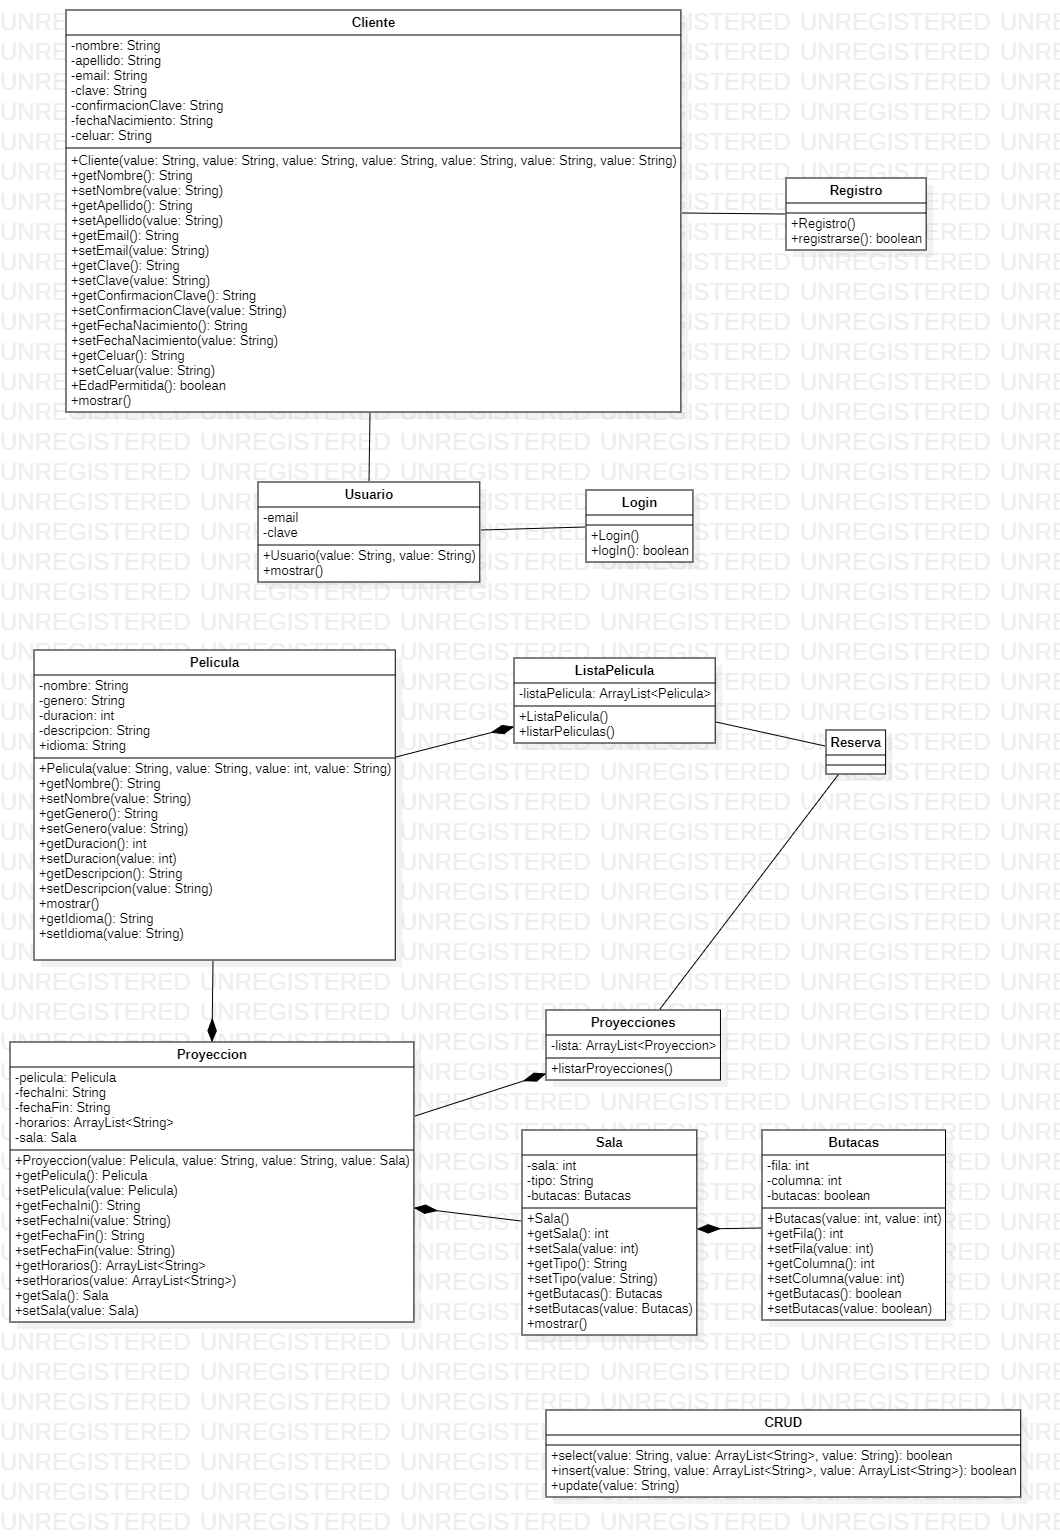 Cliente
-nombre: String
-apellido: String
-email: String
-clave: String
-confirmacionClave: String
-fechaNacimiento: String
-celuar: String
+Cliente(value: String, value: String, value: String, value: String, value: String, value: String, value: String)
+getNombre(): String
+setNombre(value: String)
+getApellido(): String
+setApellido(value: String)
+getEmail(): String
+setEmail(value: String)
+getClave(): String
+setClave(value: String)
+getConfirmacionClave(): String
+setConfirmacionClave(value: String)
+getFechaNacimiento(): String
+setFechaNacimiento(value: String)
+getCeluar(): String
+setCeluar(value: String)
+EdadPermitida(): boolean
+mostrar()
Registro
+Registro()
+registrarse(): boolean
Usuario
-email
-clave
+Usuario(value: String, value: String)
+mostrar()
Login
+Login()
+logIn(): boolean
Pelicula
-nombre: String
-genero: String
-duracion: int
-descripcion: String
+idioma: String
+Pelicula(value: String, value: String, value: int, value: String)
+getNombre(): String
+setNombre(value: String)
+getGenero(): String
+setGenero(value: String)
+getDuracion(): int
+setDuracion(value: int)
+getDescripcion(): String
+setDescripcion(value: String)
+mostrar()
+getIdioma(): String
+setIdioma(value: String)
ListaPelicula
-listaPelicula: ArrayList<Pelicula>
+ListaPelicula()
+listarPeliculas()
Reserva
Proyecciones
-lista: ArrayList<Proyeccion>
+listarProyecciones()
Proyeccion
-pelicula: Pelicula
-fechaIni: String
-fechaFin: String
-horarios: ArrayList<String>
-sala: Sala
+Proyeccion(value: Pelicula, value: String, value: String, value: Sala)
+getPelicula(): Pelicula
+setPelicula(value: Pelicula)
+getFechaIni(): String
+setFechaIni(value: String)
+getFechaFin(): String
+setFechaFin(value: String)
+getHorarios(): ArrayList<String>
+setHorarios(value: ArrayList<String>)
+getSala(): Sala
+setSala(value: Sala)
Sala
-sala: int
-tipo: String
-butacas: Butacas
+Sala()
+getSala(): int
+setSala(value: int)
+getTipo(): String
+setTipo(value: String)
+getButacas(): Butacas
+setButacas(value: Butacas)
+mostrar()
Butacas
-fila: int
-columna: int
-butacas: boolean
+Butacas(value: int, value: int)
+getFila(): int
+setFila(value: int)
+getColumna(): int
+setColumna(value: int)
+getButacas(): boolean
+setButacas(value: boolean)
CRUD
+select(value: String, value: ArrayList<String>, value: String): boolean
+insert(value: String, value: ArrayList<String>, value: ArrayList<String>): boolean
+update(value: String)
UNREGISTERED